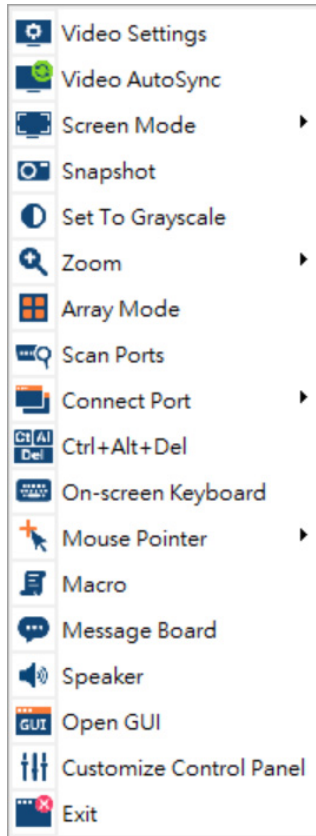 Video Settings
Video AutoSync
Screen Mode
Snapshot
Set To Grayscale
Zoom
Array Mode
Scan Ports
Connect Port
Ct Al
Del
Ctrl+Alt+Del
On-screen Keyboard
Mouse Pointer
Macro
Message Board
Speaker
GUI
Open GUI
Customize Control Panel
Exit